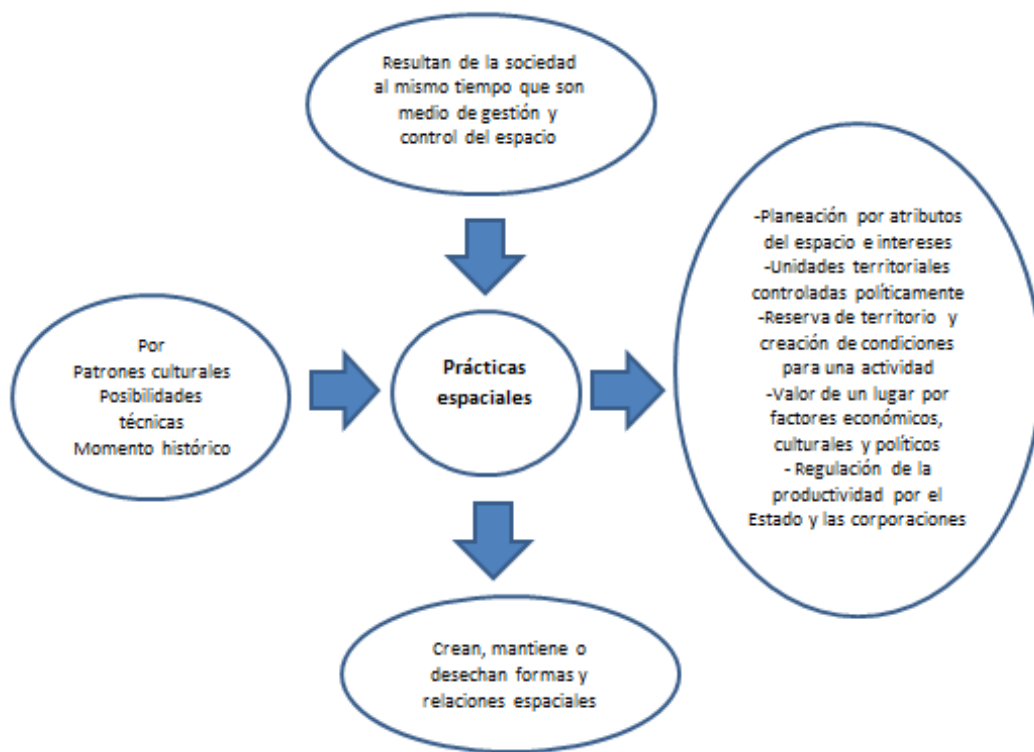 Resultan de la sociedad
al mismo tiempo que son
medio de gestión y
control del espacio
Por
Patrones culturales
Posibilidades
técnicas
Momento histórico
Prácticas
espaciales
-Planeación por atributos
del espacio e intereses
-Unidades territoriales
controladas políticamente
-Reserva de territorio y
creación de condiciones
para una actividad
-Valor de un lugar por
factores económicos,
culturales y políticos
- Regulación de la
productividad por el
Estado y las corporaciones
Crean, mantiene o
desechan formas y
relaciones espaciales